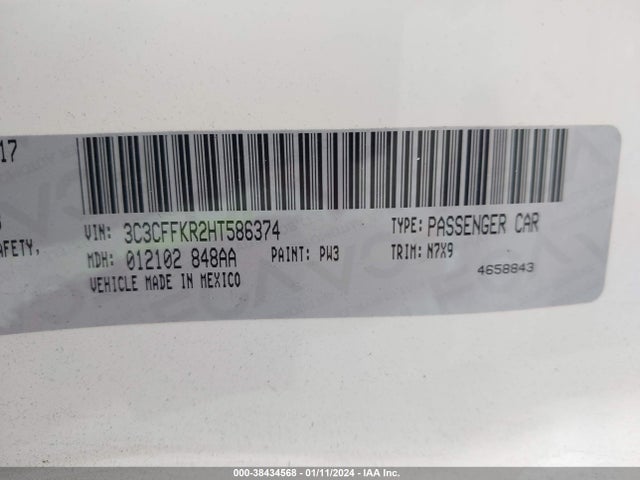 17
VIN: 3C3CFFKR2HT586374 TYPE: PASSENGER CAR
AFETY,
MDH: 012102 848AA PAINT: PW3 TRIM: N7X9
VEHICLE MADE IN MEXICO 4658843
000-38434568 - 01/11/2024 - IAA Inc.